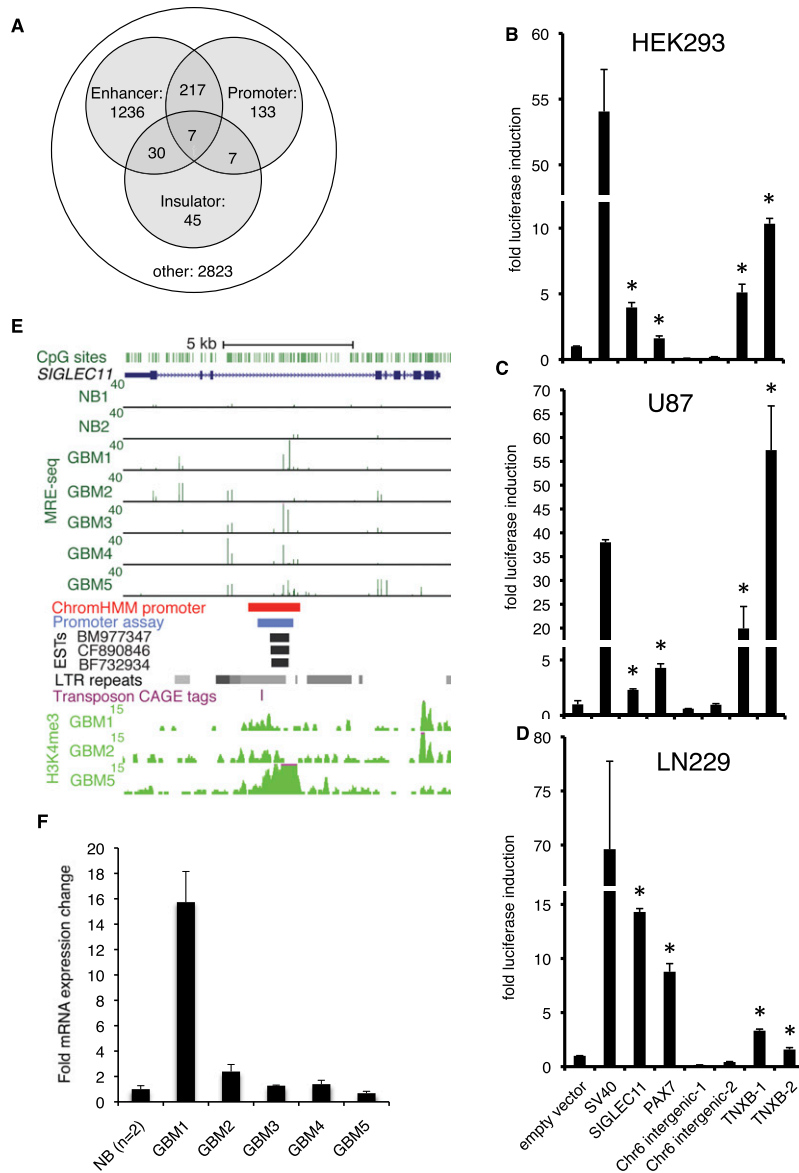 A
Enhancer:
1236
217
Promoter:
133
7
30
7
Insulator:
45
other: 2823
B
HEK293
fold luciferase induction
60
55
50
10
5
0
C
U87
fold luciferase induction
70
65
60
55
50
45
40
35
30
25
20
5
0
D
LN229
fold luciferase induction
80
75
70
15
10
5
0
empty vector
SV40
SIGLEC11
PAX7
Chr6 intergenic-1
Chr6 intergenic-2
TNXB-1
TNXB-2
* * * *
* * * *
* * * *
E
5 kb
CpG sites
SIGLEC11
MRE-seq
40
NB1
40
NB2
40
GBM1
40
GBM2
40
GBM3
40
GBM4
40
GBM5
ChromHMM promoter
Promoter assay
ESTs
BM977347
CF890846
BF732934
LTR repeats
Transposon CAGE tags
H3K4me3
15
GBM1
15
GBM2
15
GBM5
F
Fold mRNA expression change
20
18
16
14
12
10
8
6
4
2
0
NB (n=2)
GBM1
GBM2
GBM3
GBM4
GBM5